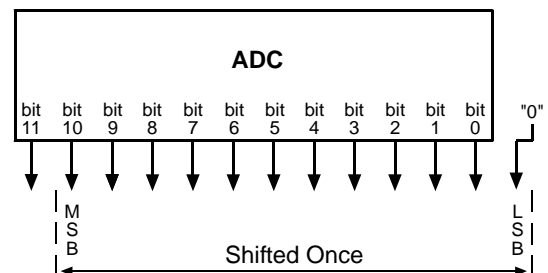 ADC
bit bit bit bit bit bit bit bit bit bit bit bit "0"
11 10 9 8 7 6 5 4 3 2 1 0
MSB LSB
Shifted Once